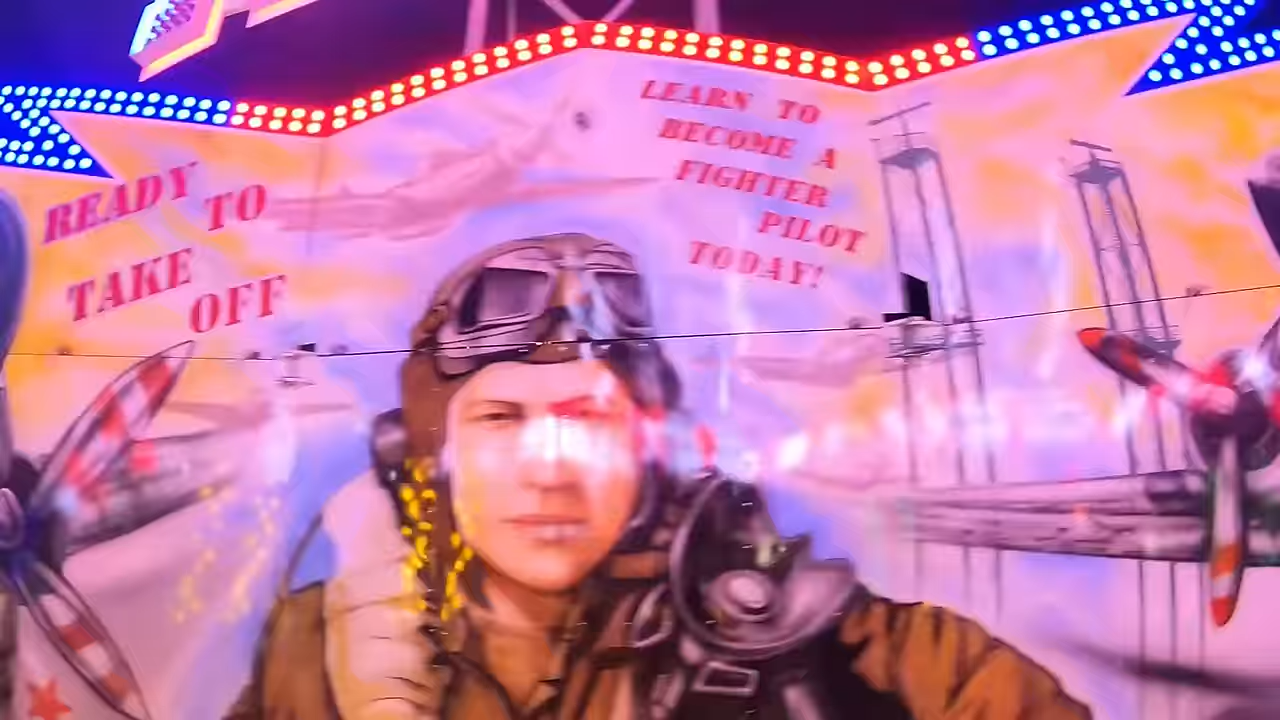 READY
TO
TAKE
OFF
LEARN TO
BECOME A
FIGHTER
PILOT
TODAY!